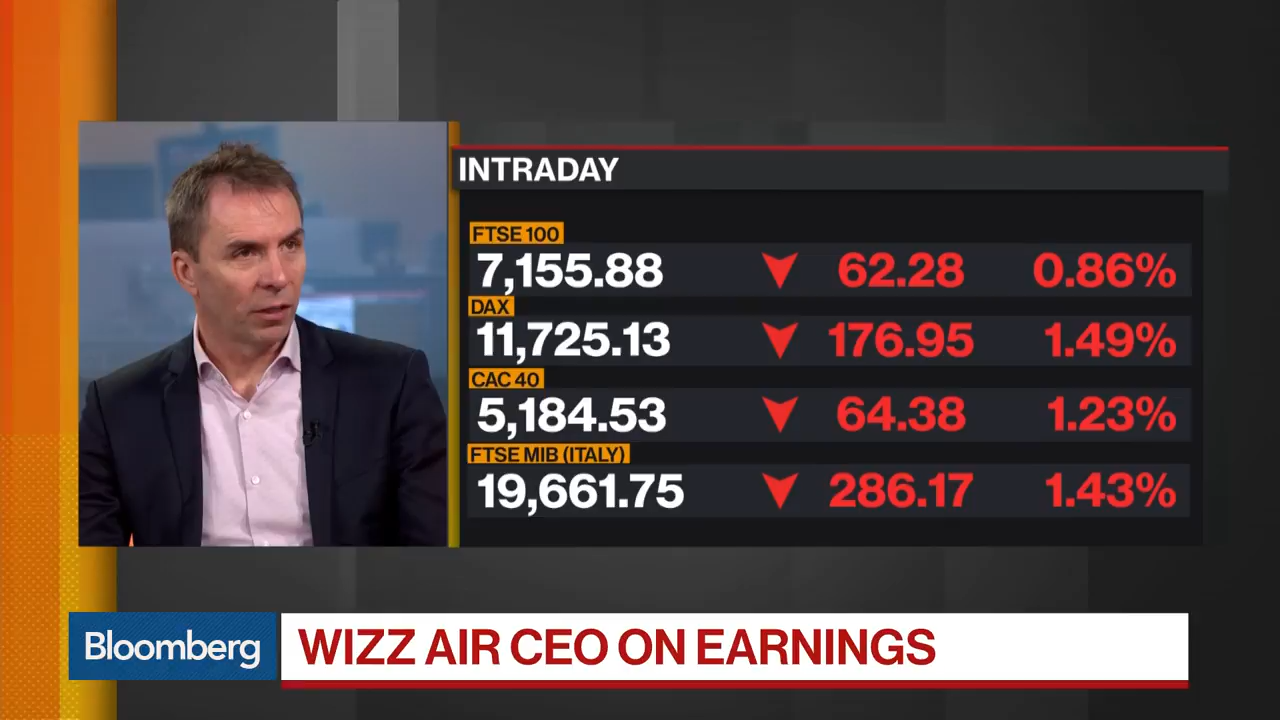 INTRADAY
FTSE 100
7,155.88 62.28 0.86%
DAX
11,725.13 176.95 1.49%
CAC 40
5,184.53 64.38 1.23%
FTSE MIB (ITALY)
19,661.75 286.17 1.43%
Bloomberg WIZZ AIR CEO ON EARNINGS